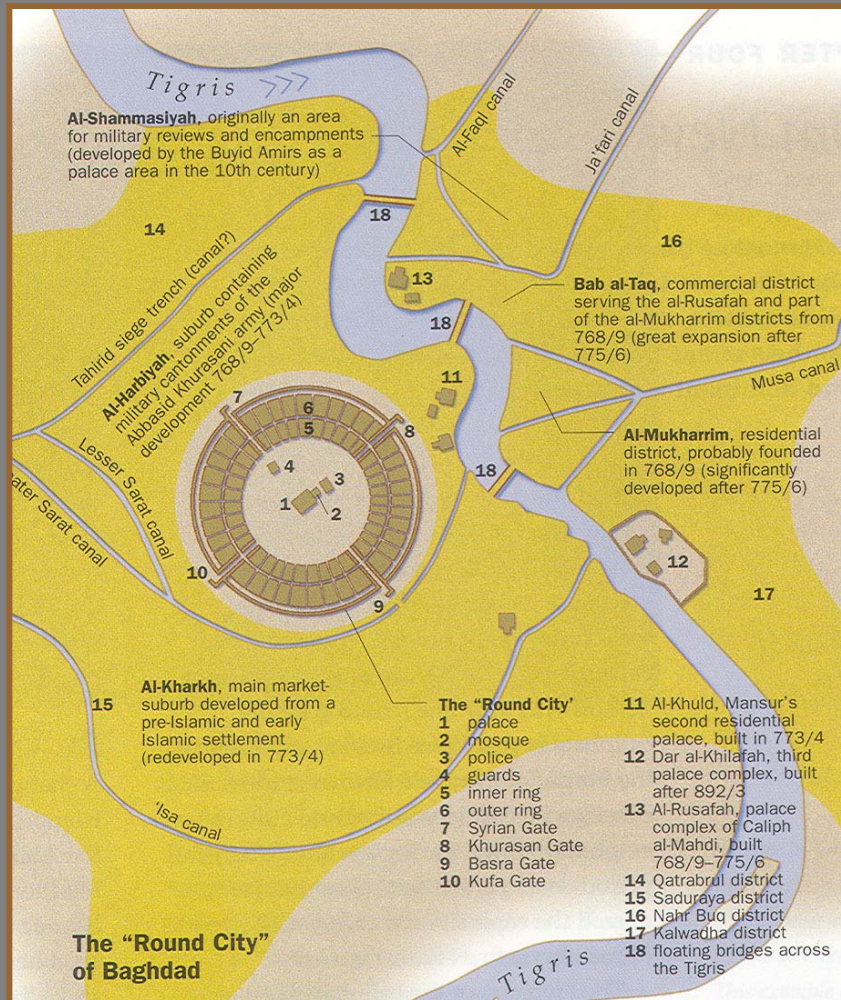 PTER FOUR
Tigris
Al-Shammasiyah, originally an area
for military reviews and encampments
(developed by the Buyid Amirs as a
palace area in the 10th century)
Al-Faql canal
Ja'fari canal
18
14
16
Tahirid siege trench (canal?)
Al-Harbiyah, suburb containing
military cantonments of the
Abbasid Khurasani army (major
development 768/9–773/4)
13
Bab al-Taq, commercial district
serving the al-Rusafah and part
of the al-Mukharrim districts from
768/9 (great expansion after
775/6)
18
Musa canal
11
7
6
5
8
4
3
1
2
10
9
Al-Mukharrim, residential
district, probably founded
in 768/9 (significantly
developed after 775/6)
18
Lesser Sarat canal
ater Sarat canal
12
17
15
Al-Kharkh, main market-
suburb developed from a
pre-Islamic and early
Islamic settlement
(redeveloped in 773/4)
'Isa canal
The "Round City'
1 palace
2 mosque
3 police
4 guards
5 inner ring
6 outer ring
7 Syrian Gate
8 Khurasan Gate
9 Basra Gate
10 Kufa Gate
11 Al-Khuld, Mansur's
second residential
palace, built in 773/4
12 Dar al-Khilafah, third
palace complex, built
after 892/3
13 Al-Rusafah, palace
complex of Caliph
al-Mahdi, built
768/9–775/6
14 Qatrabrul district
15 Saduraya district
16 Nahr Buq district
17 Kalwadha district
18 floating bridges across
the Tigris
The "Round City"
of Baghdad
Tigris